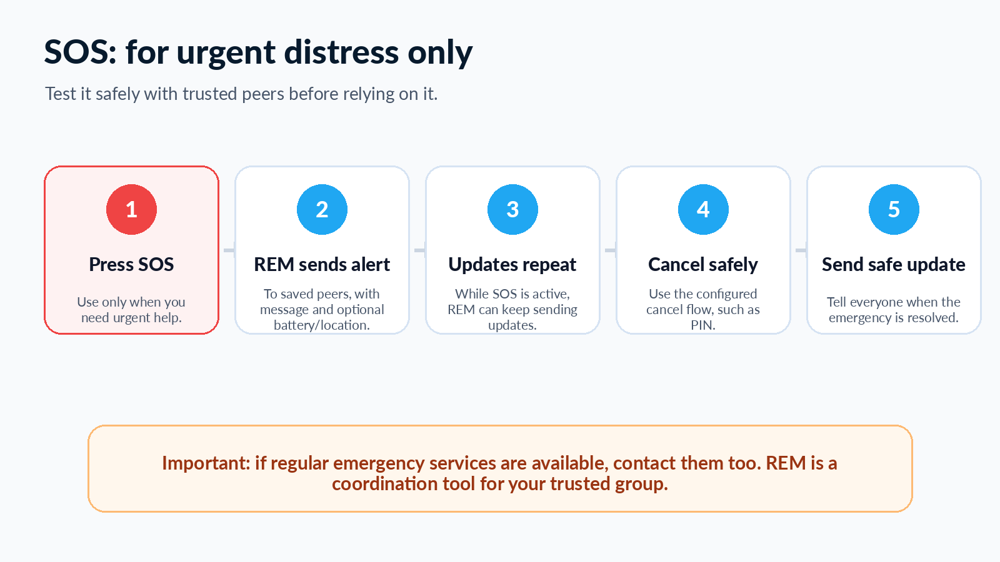 SOS: for urgent distress only
Test it safely with trusted peers before relying on it.
1
Press SOS
Use only when you
need urgent help.
2
REM sends alert
To saved peers, with
message and optional
battery/location.
3
Updates repeat
While SOS is active,
REM can keep sending
updates.
4
Cancel safely
Use the configured
cancel flow, such as
PIN.
5
Send safe update
Tell everyone when the
emergency is resolved.
Important: if regular emergency services are available, contact them too. REM is a
coordination tool for your trusted group.